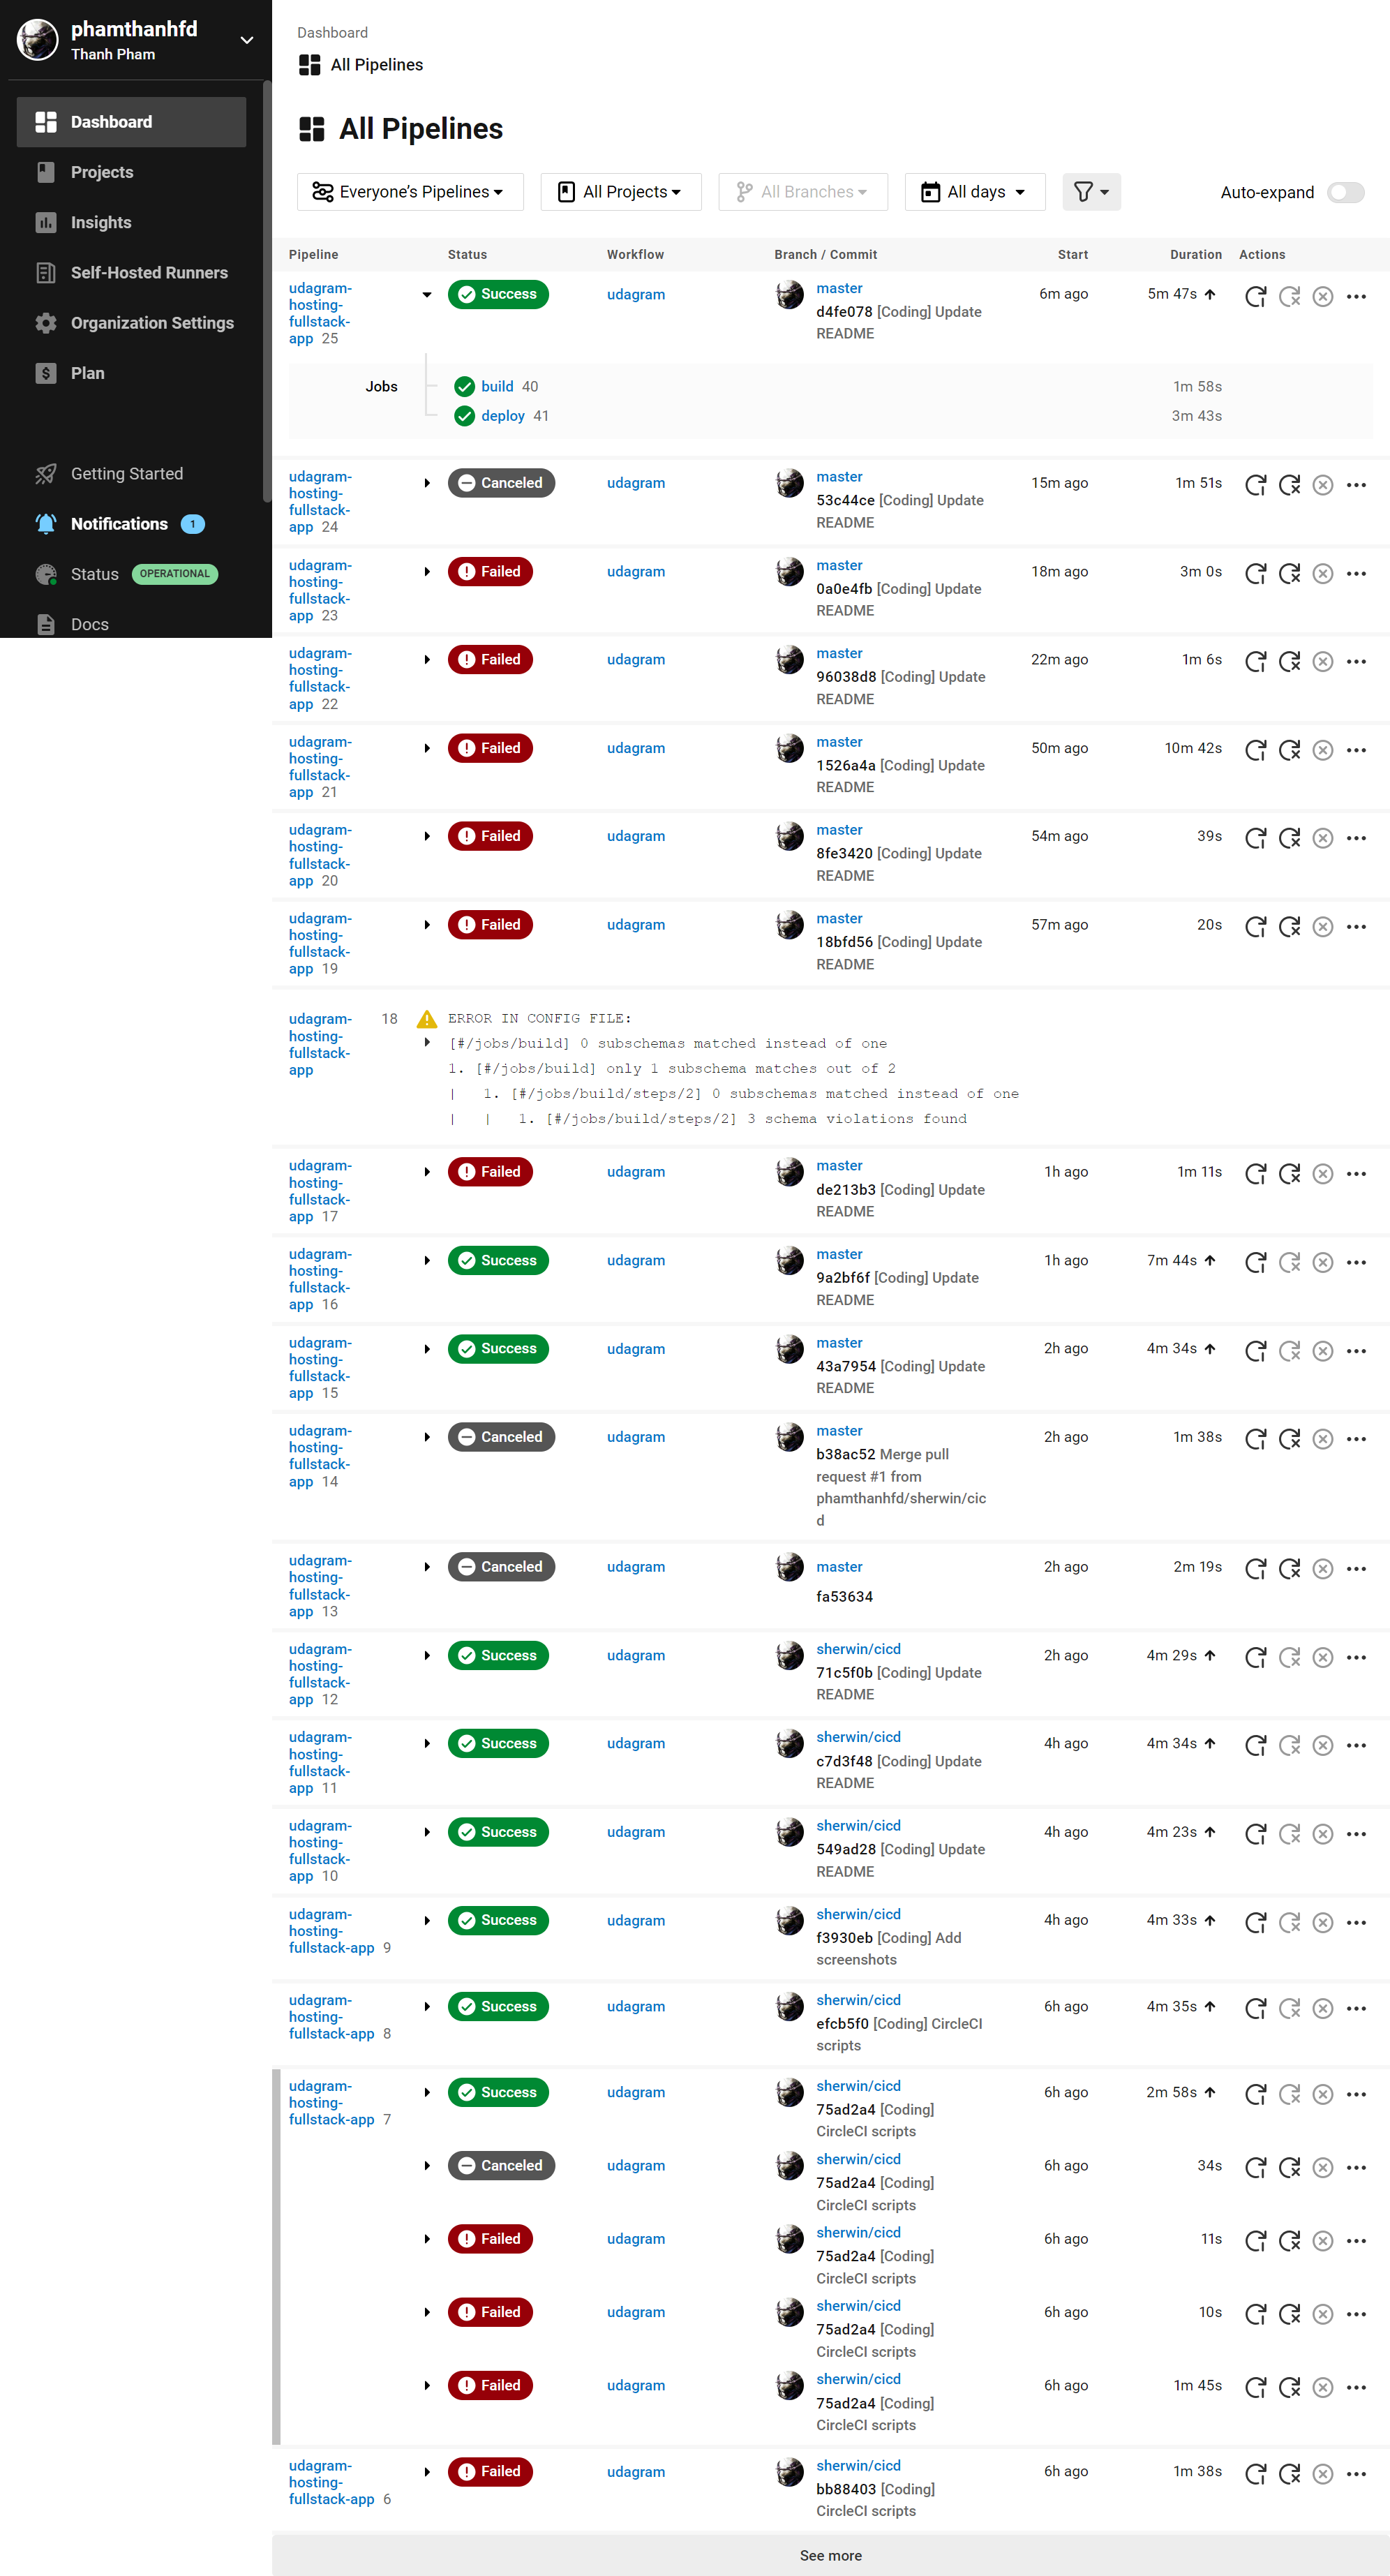 phamthanhfd
Thanh Pham
Dashboard
Projects
Insights
Self-Hosted Runners
Organization Settings
Plan
Getting Started
Notifications 1
Status OPERATIONAL
Docs
Dashboard
All Pipelines
All Pipelines
Everyone's Pipelines All Projects All Branches All days Auto-expand
Pipeline Status Workflow Branch / Commit Start Duration Actions
udagram-
hosting-
fullstack-
app 25
Success udagram master 6m ago 5m 47s
d4fe078 [Coding] Update
README
Jobs build 40 1m 58s
deploy 41 3m 43s
udagram-
hosting-
fullstack-
app 24
Canceled udagram master 15m ago 1m 51s
53c44ce [Coding] Update
README
udagram-
hosting-
fullstack-
app 23
Failed udagram master 18m ago 3m 0s
0a0e4fb [Coding] Update
README
udagram-
hosting-
fullstack-
app 22
Failed udagram master 22m ago 1m 6s
96038d8 [Coding] Update
README
udagram-
hosting-
fullstack-
app 21
Failed udagram master 50m ago 10m 42s
1526a4a [Coding] Update
README
udagram-
hosting-
fullstack-
app 20
Failed udagram master 54m ago 39s
8fe3420 [Coding] Update
README
udagram-
hosting-
fullstack-
app 19
Failed udagram master 57m ago 20s
18bfd56 [Coding] Update
README
udagram-
hosting-
fullstack-
app
18
ERROR IN CONFIG FILE:
[#/jobs/build] 0 subschemas matched instead of one
1. [#/jobs/build] only 1 subschema matches out of 2
| 1. [#/jobs/build/steps/2] 0 subschemas matched instead of one
| | 1. [#/jobs/build/steps/2] 3 schema violations found
udagram-
hosting-
fullstack-
app 17
Failed udagram master 1h ago 1m 11s
de213b3 [Coding] Update
README
udagram-
hosting-
fullstack-
app 16
Success udagram master 1h ago 7m 44s
9a2bf6f [Coding] Update
README
udagram-
hosting-
fullstack-
app 15
Success udagram master 2h ago 4m 34s
43a7954 [Coding] Update
README
udagram-
hosting-
fullstack-
app 14
Canceled udagram master 2h ago 1m 38s
b38ac52 Merge pull
request #1 from
phamthanhfd/sherwin/cic
d
udagram-
hosting-
fullstack-
app 13
Canceled udagram master 2h ago 2m 19s
fa53634
udagram-
hosting-
fullstack-
app 12
Success udagram sherwin/cicd 2h ago 4m 29s
71c5f0b [Coding] Update
README
udagram-
hosting-
fullstack-
app 11
Success udagram sherwin/cicd 4h ago 4m 34s
c7d3f48 [Coding] Update
README
udagram-
hosting-
fullstack-
app 10
Success udagram sherwin/cicd 4h ago 4m 23s
549ad28 [Coding] Update
README
udagram-
hosting-
fullstack-app 9
Success udagram sherwin/cicd 4h ago 4m 33s
f3930eb [Coding] Add
screenshots
udagram-
hosting-
fullstack-app 8
Success udagram sherwin/cicd 6h ago 4m 35s
efcb5f0 [Coding] CircleCI
scripts
udagram-
hosting-
fullstack-app 7
Success udagram sherwin/cicd 6h ago 2m 58s
75ad2a4 [Coding]
CircleCI scripts
Canceled udagram sherwin/cicd 6h ago 34s
75ad2a4 [Coding]
CircleCI scripts
Failed udagram sherwin/cicd 6h ago 11s
75ad2a4 [Coding]
CircleCI scripts
Failed udagram sherwin/cicd 6h ago 10s
75ad2a4 [Coding]
CircleCI scripts
Failed udagram sherwin/cicd 6h ago 1m 45s
75ad2a4 [Coding]
CircleCI scripts
udagram-
hosting-
fullstack-app 6
Failed udagram sherwin/cicd 6h ago 1m 38s
bb88403 [Coding]
CircleCI scripts
See more